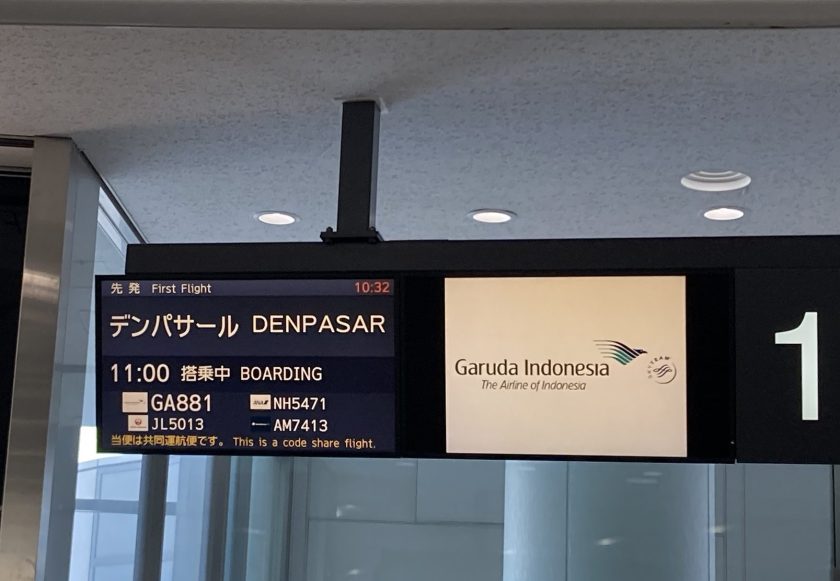 先発 First Flight 10:32
デンパサール DENPASAR
11:00 搭乗中 BOARDING
GA881 NH5471
JL5013 AM7413
当便は共同運航便です。 This is a code share flight.
Garuda Indonesia
The Airline of Indonesia
SKYTEAM
1